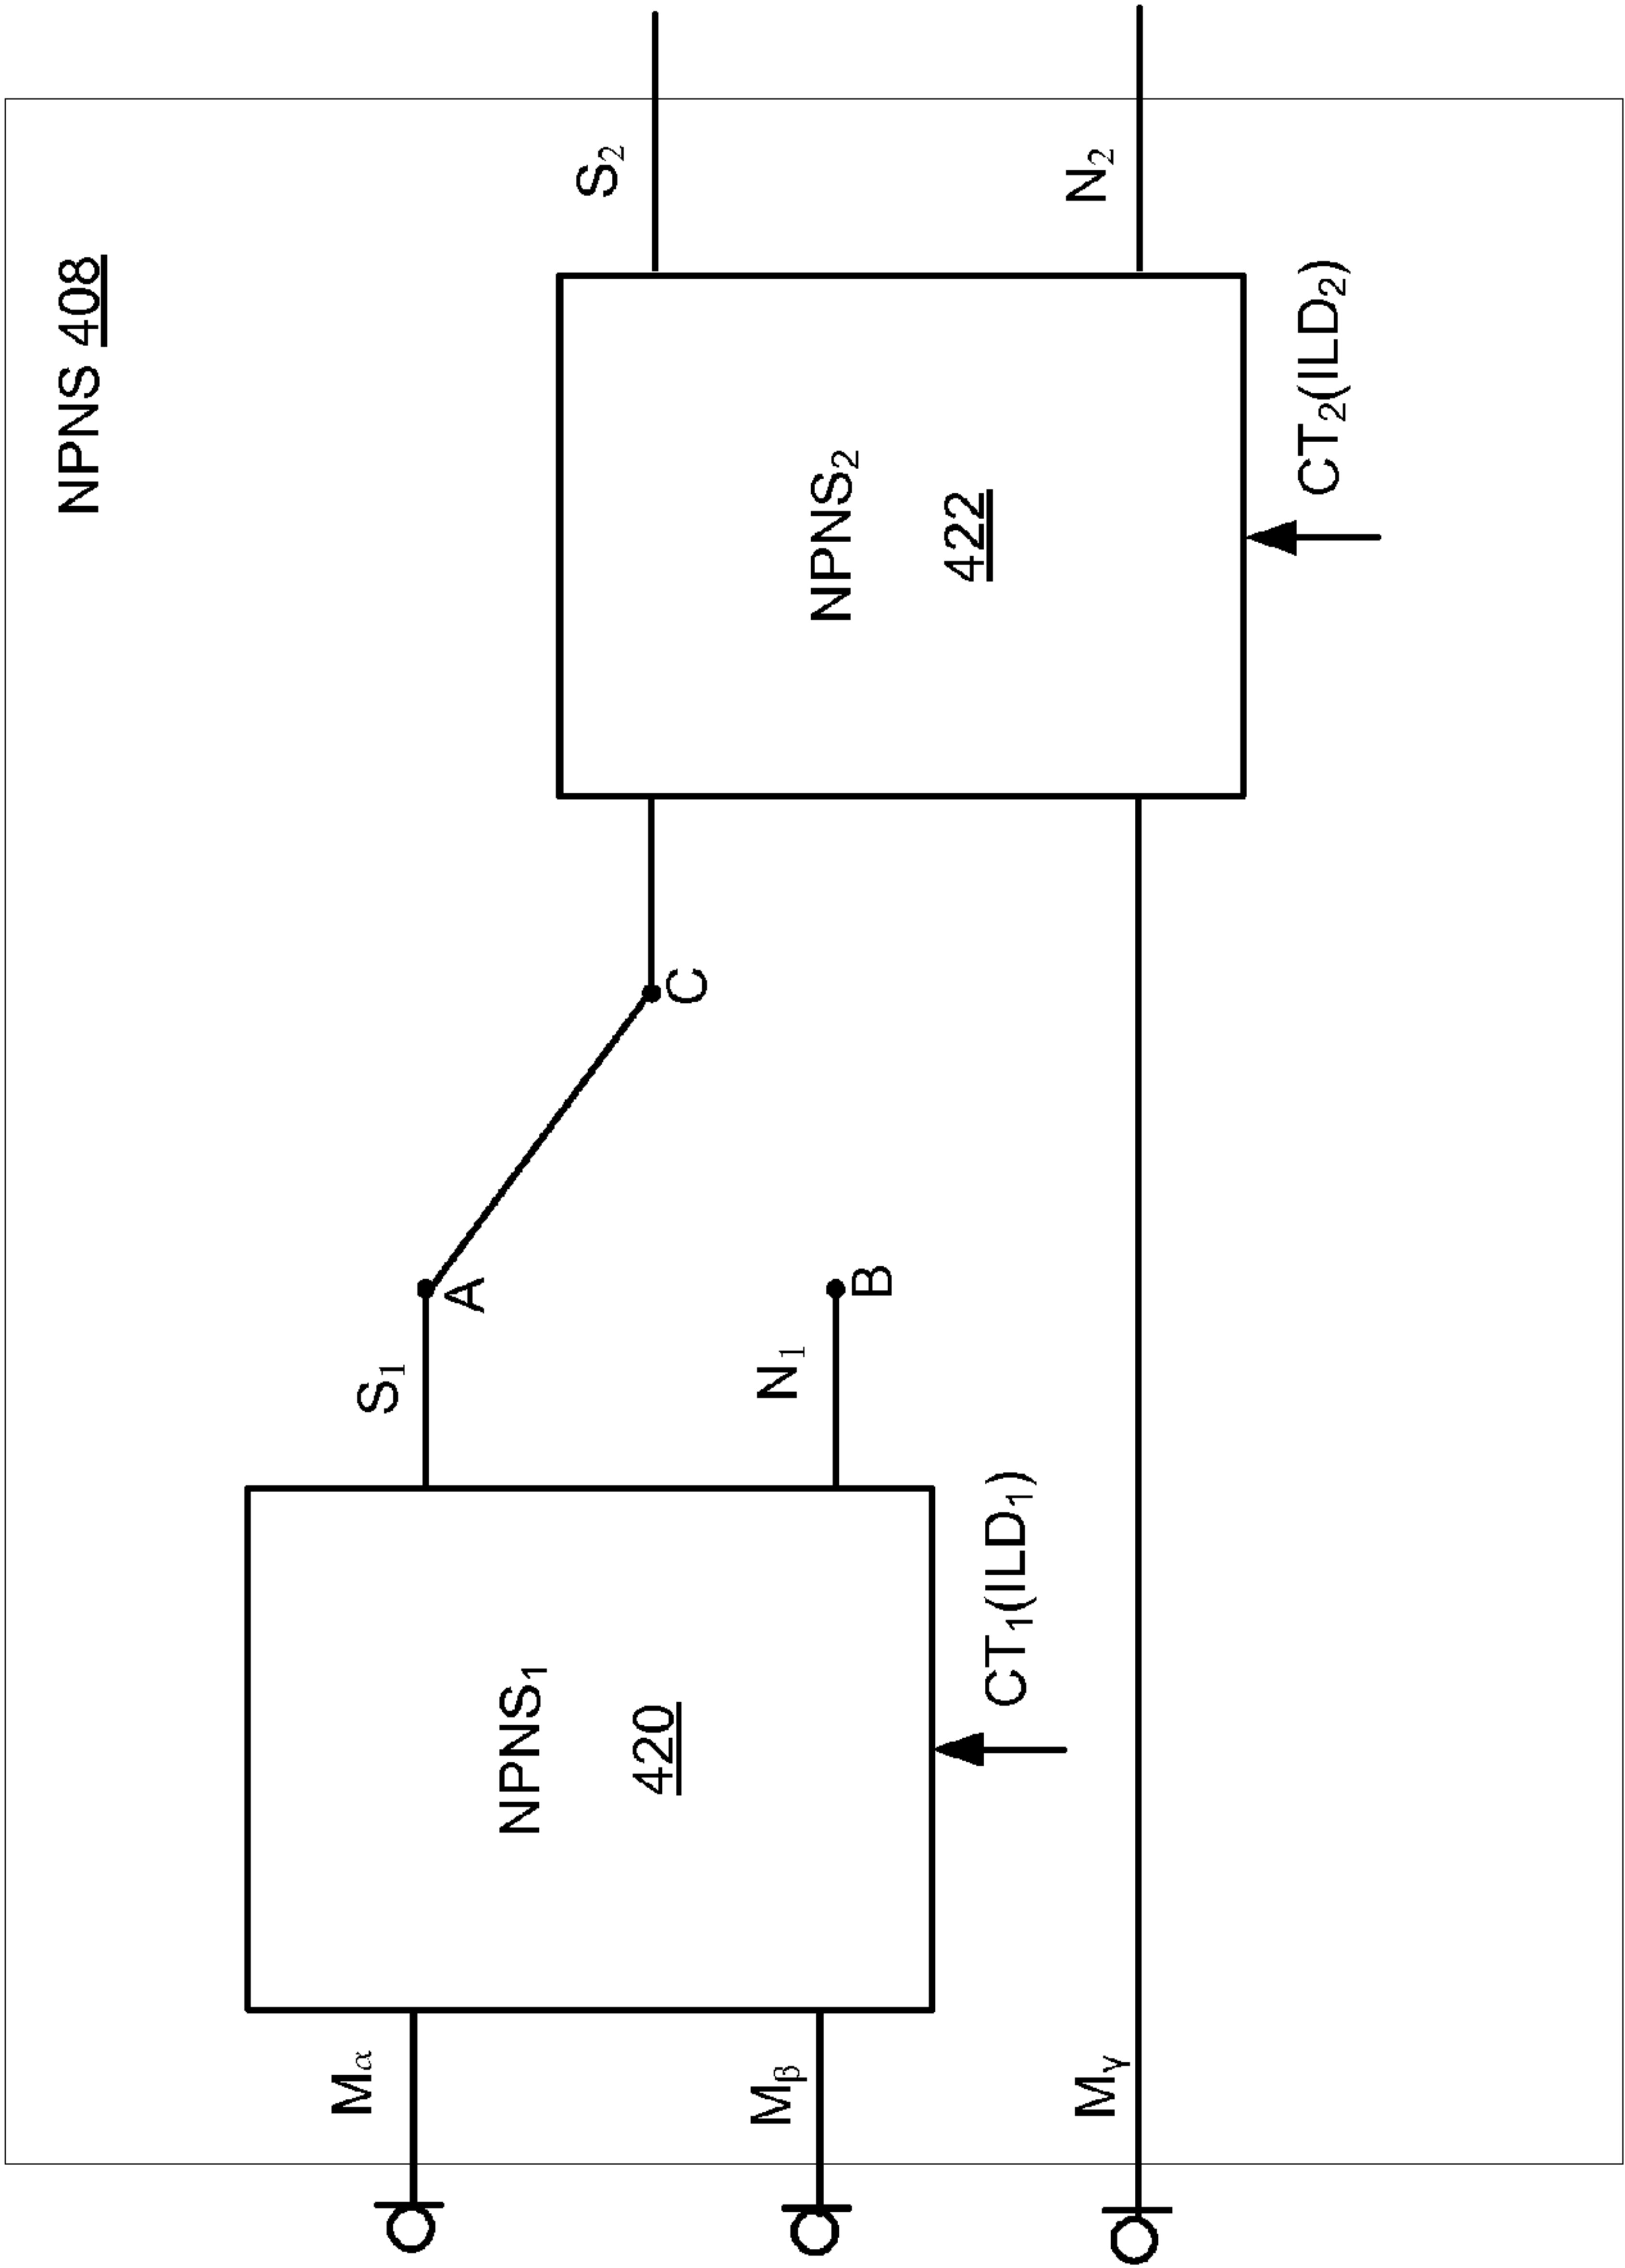 NPNS 408
Mα
Mβ
Mγ
NPNS₁
420
CT₁(ILD₁)
S₁
N₁
A
B
C
NPNS₂
422
CT₂(ILD₂)
S₂
N₂